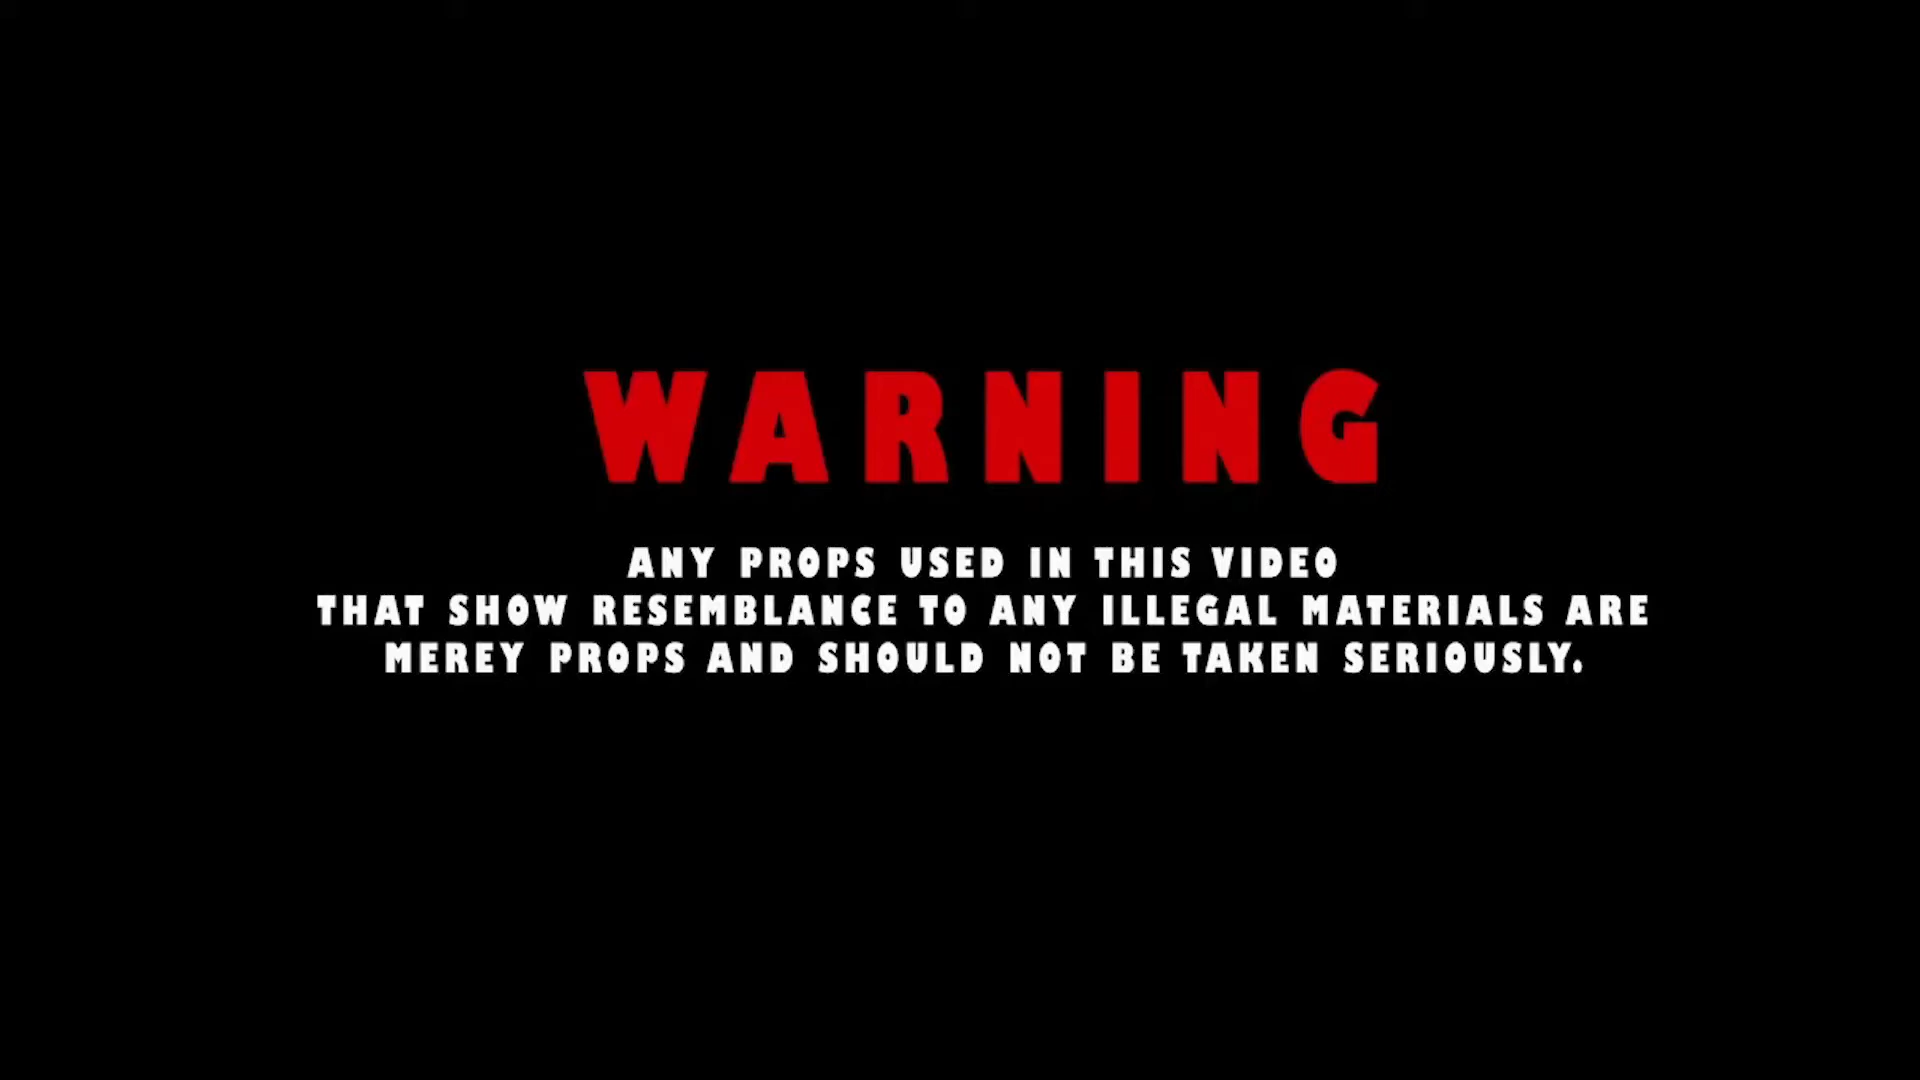 WARNING
ANY PROPS USED IN THIS VIDEO
THAT SHOW RESEMBLANCE TO ANY ILLEGAL MATERIALS ARE
MEREY PROPS AND SHOULD NOT BE TAKEN SERIOUSLY.